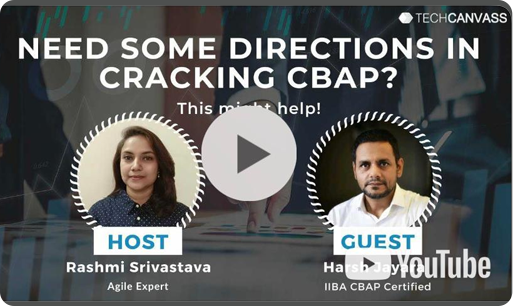 TECHCANVASS
NEED SOME DIRECTIONS IN
CRACKING CBAP?
This might help!
HOST
GUEST
Rashmi Srivastava
Harsh
YouTube
Agile Expert
IIBA CBAP Certified